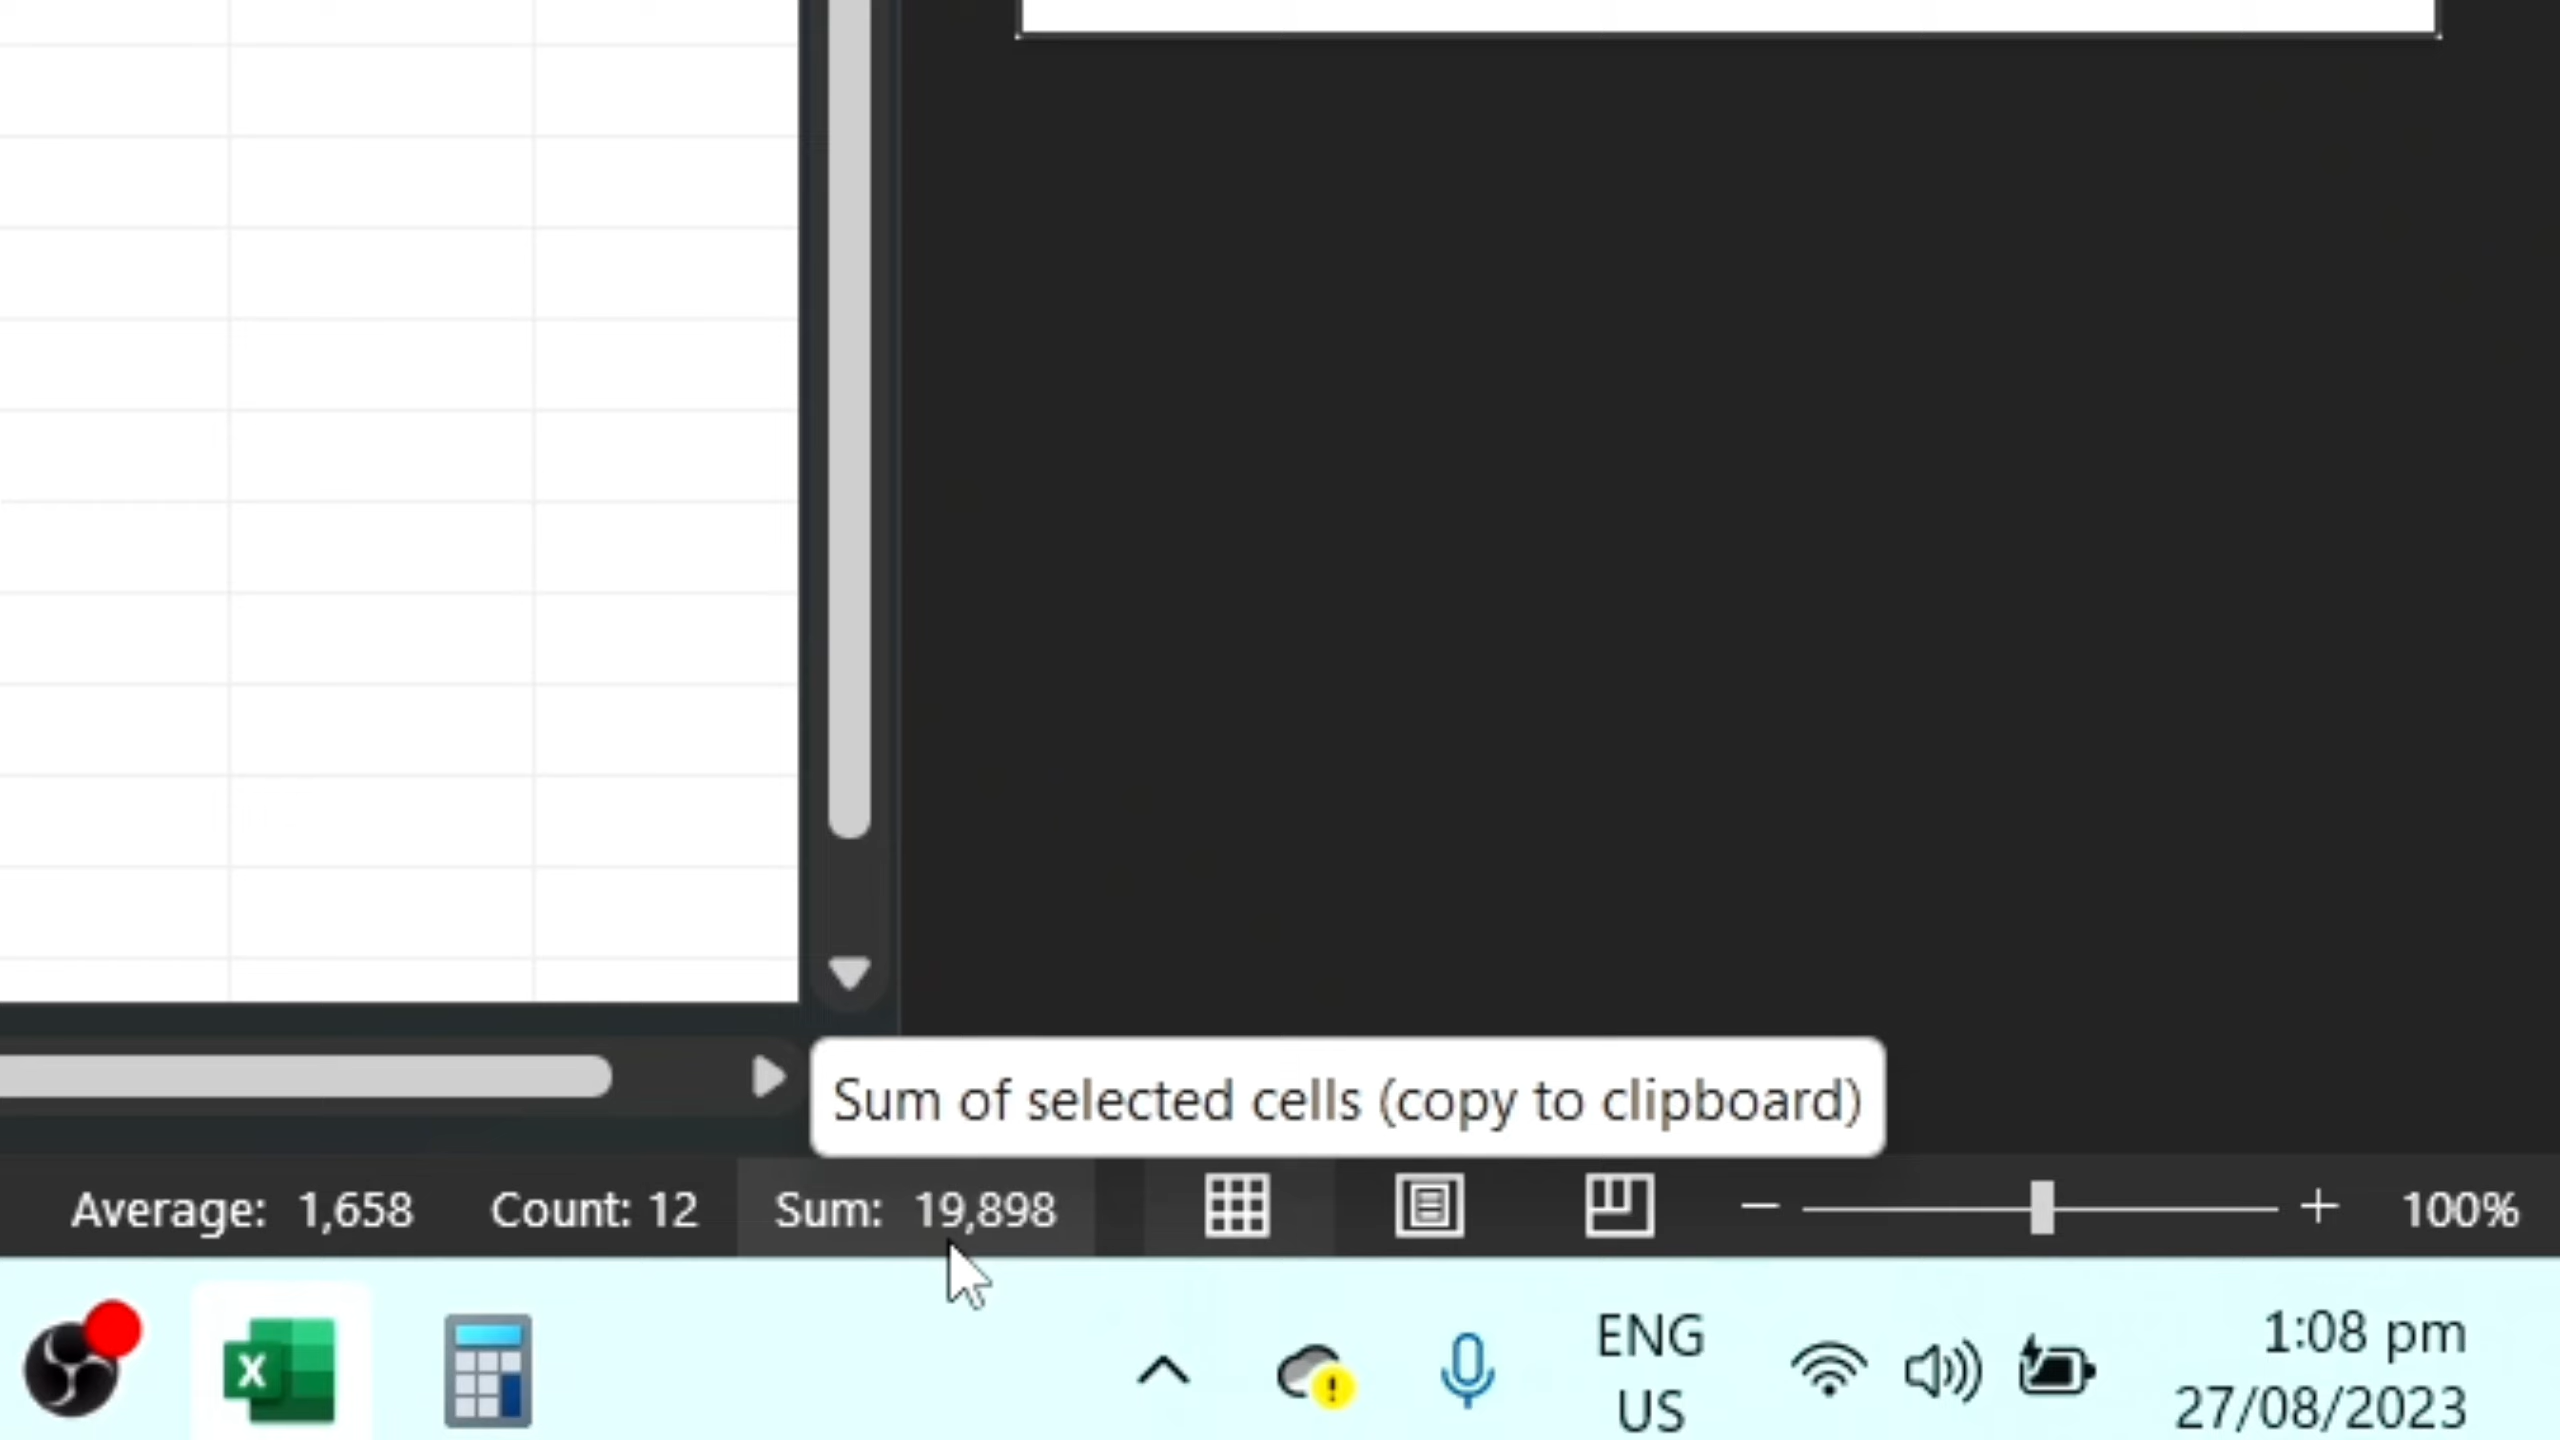 Sum of selected cells (copy to clipboard)
Average: 1,658 Count: 12 Sum: 19,898 100%
ENG
US
1:08 pm
27/08/2023